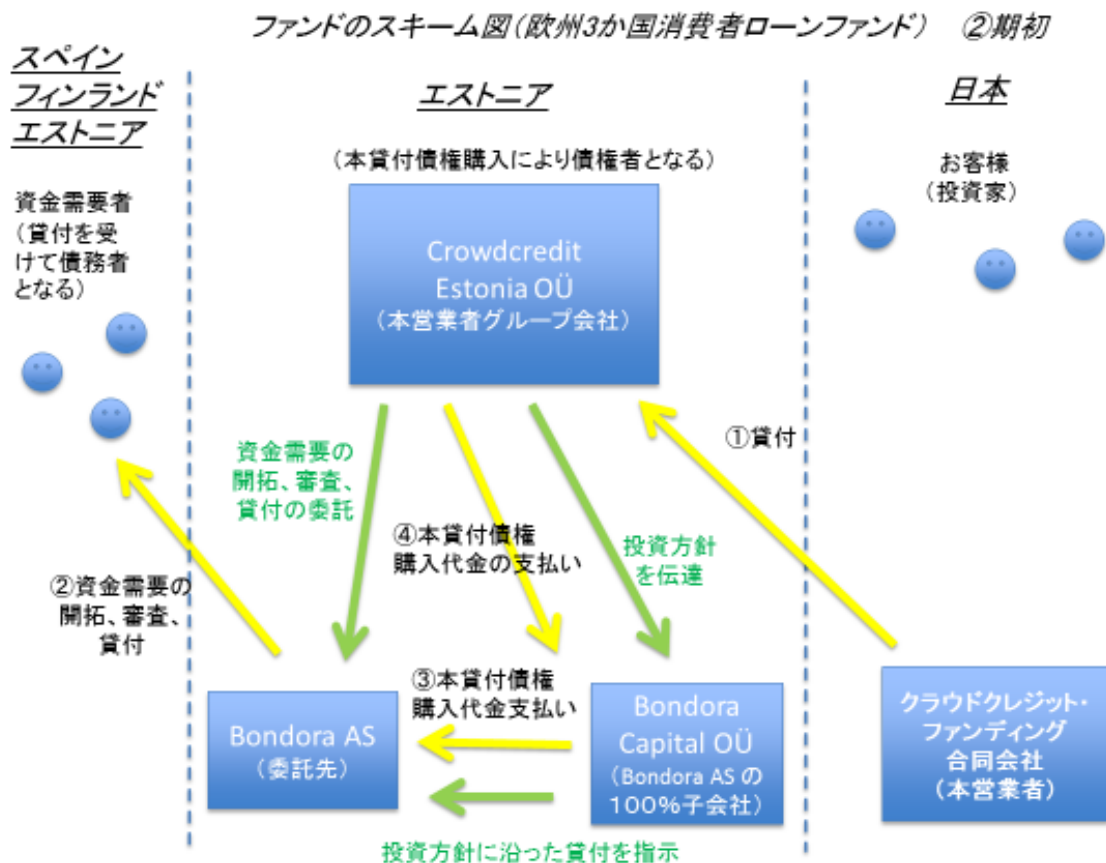 ファンドのスキーム図(欧州3か国消費者ローンファンド) ②期初
スペイン
フィンランド
エストニア
資金需要者
(貸付を受
けて債務者
となる)
②資金需要の
開拓、審査、
貸付
エストニア
(本貸付債権購入により債権者となる)
Crowdcredit
Estonia OÜ
(本営業者グループ会社)
資金需要の
開拓、審査、
貸付の委託
④本貸付債権
購入代金の支払い
投資方針
を伝達
①貸付
③本貸付債権
購入代金支払い
Bondora AS
(委託先)
Bondora
Capital OÜ
(Bondora AS の
100%子会社)
投資方針に沿った貸付を指示
日本
お客様
(投資家)
クラウドクレジット・
ファンディング
合同会社
(本営業者)